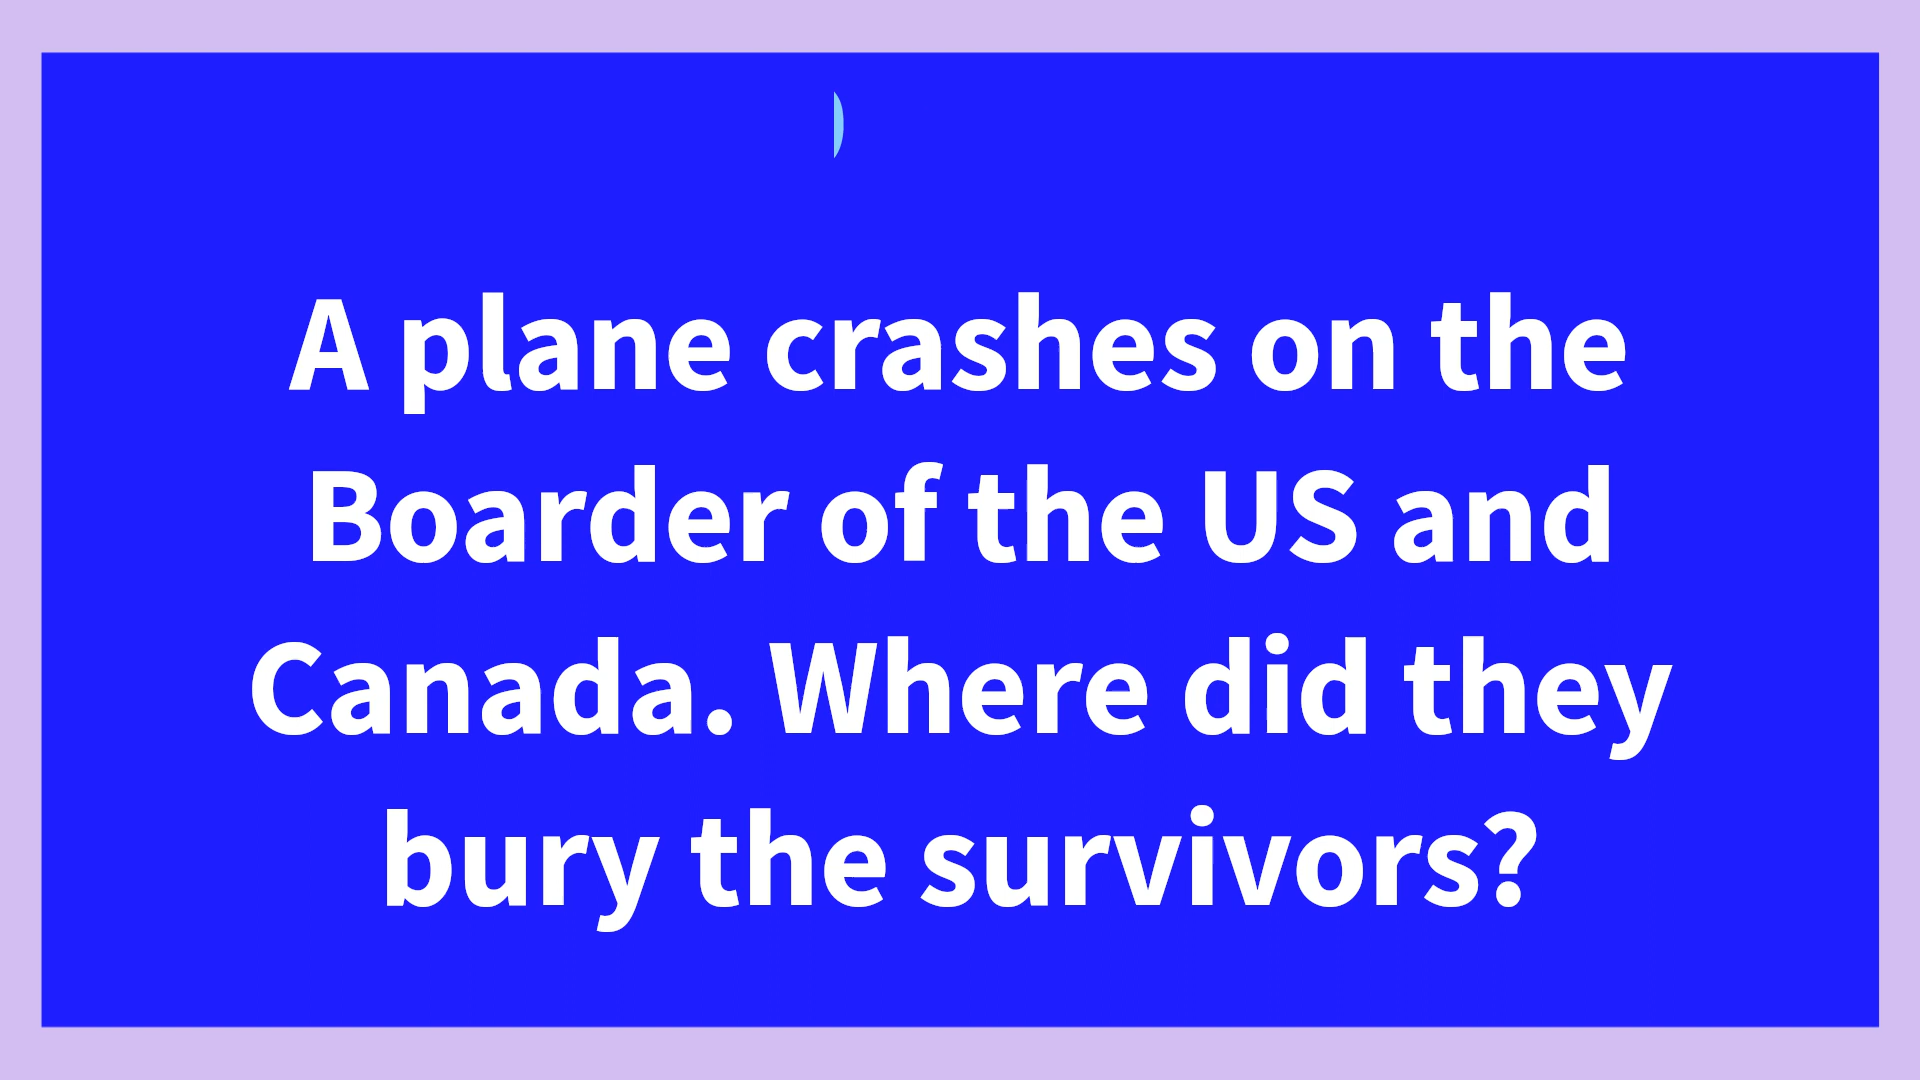 A plane crashes on the
Boarder of the US and
Canada. Where did they
bury the survivors?